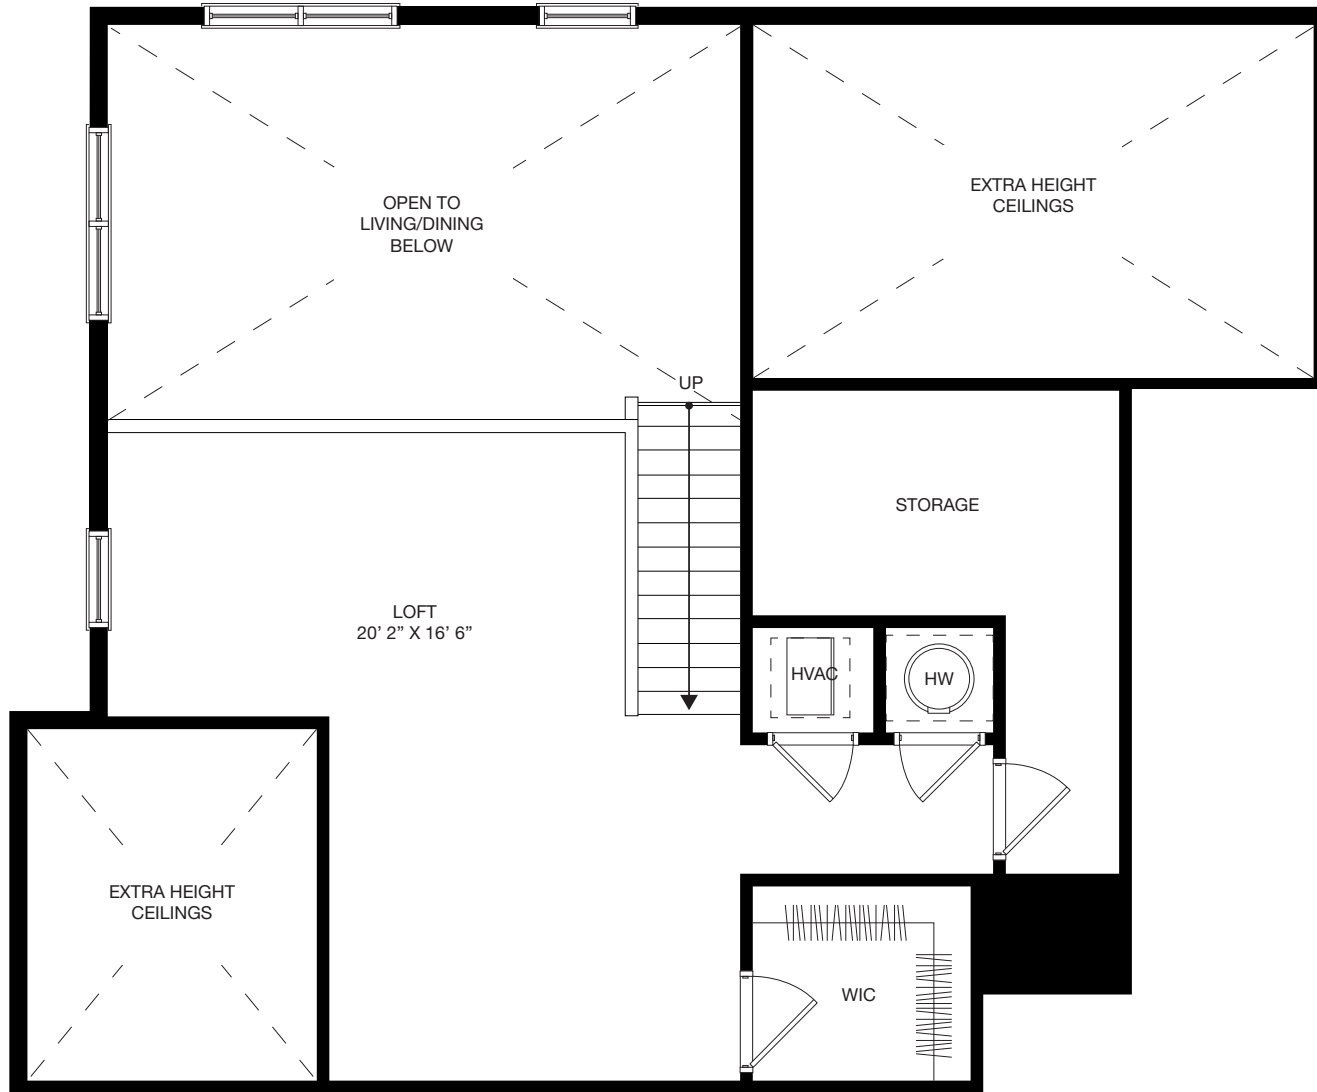 OPEN TO
LIVING/DINING
BELOW
EXTRA HEIGHT
CEILINGS
UP
STORAGE
LOFT
20’ 2” X 16’ 6”
HVAC
HW
EXTRA HEIGHT
CEILINGS
WIC